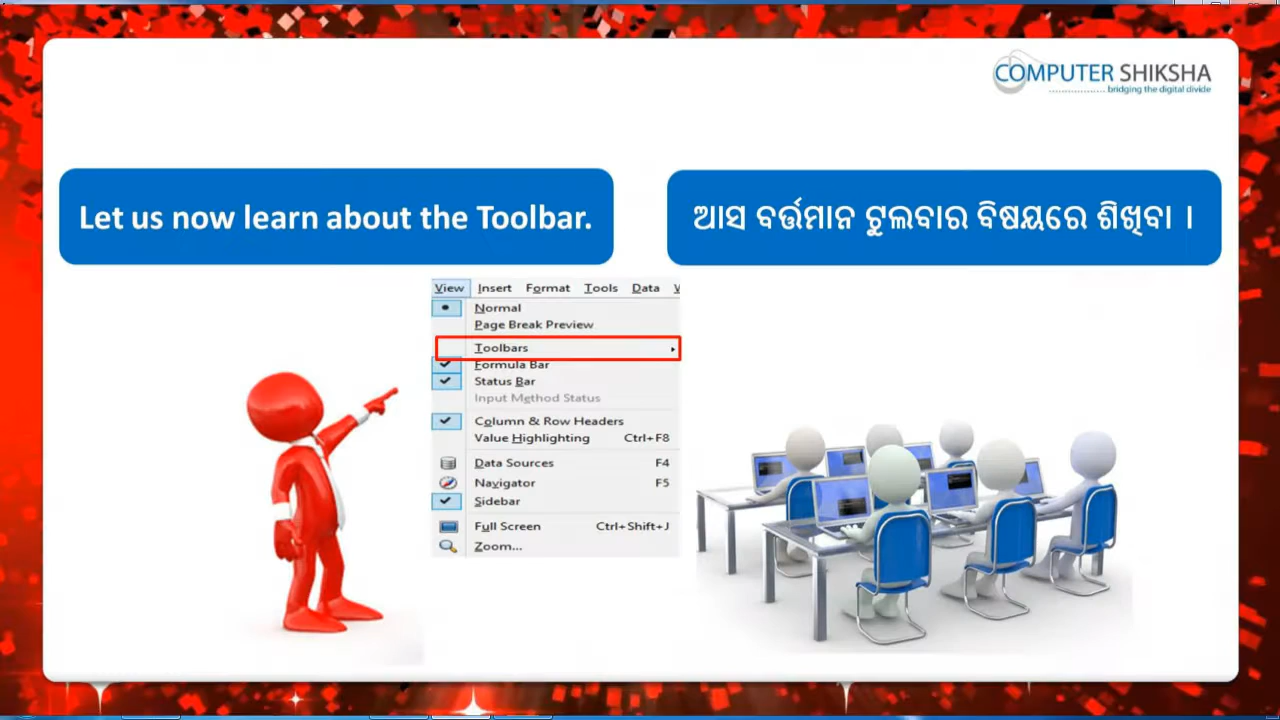 COMPUTER SHIKSHA
bridging the digital divide
Let us now learn about the Toolbar.
ଆସ ବର୍ତ୍ତମାନ ଟୁଲବାର ବିଷୟରେ ଶିଖିବା ।
View Insert Format Tools Data
Normal
Page Break Preview
Toolbars
Formula Bar
Status Bar
Input Method Status
Column & Row Headers
Value Highlighting Ctrl+F8
Data Sources F4
Navigator F5
Sidebar
Full Screen Ctrl+Shift+J
Zoom...